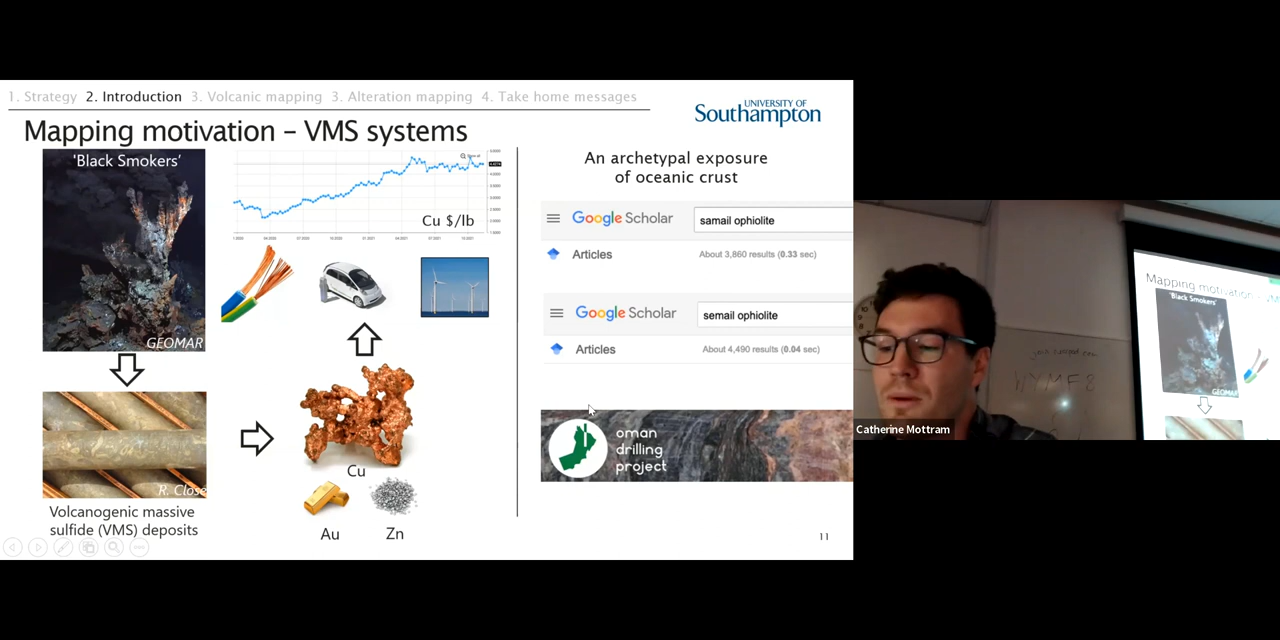 1. Strategy 2. Introduction 3. Volcanic mapping 3. Alteration mapping 4. Take home messages
UNIVERSITY OF
Southampton
Mapping motivation – VMS systems
'Black Smokers'
GEOMAR
Cu $/lb
R. Close
Volcanogenic massive
sulfide (VMS) deposits
Cu
Au
Zn
An archetypal exposure
of oceanic crust
Google Scholar
samail ophiolite
Articles
About 3,860 results (0.33 sec)
Google Scholar
semail ophiolite
Articles
About 4,490 results (0.04 sec)
oman
drilling
project
11
Catherine Mottram
Mapping motivation
'Black Smokers'
GEOMAR